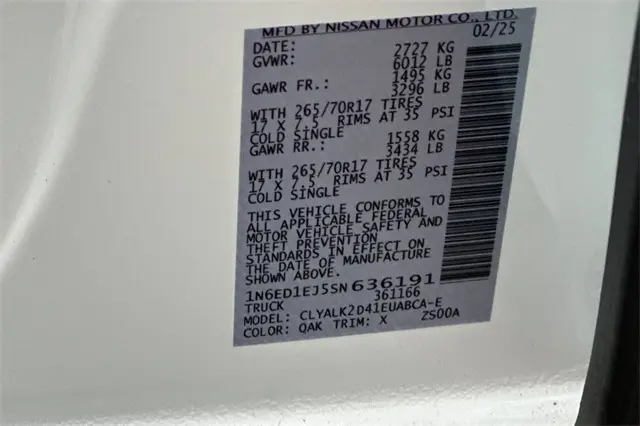 MFD BY NISSAN MOTOR CO., LTD.
DATE: 02/25
GVWR: 2727 KG
6012 LB
GAWR FR.: 1495 KG
3296 LB
WITH 265/70R17 TIRES
17 X 7.5 RIMS AT 35 PSI
COLD SINGLE
GAWR RR.: 1558 KG
3434 LB
WITH 265/70R17 TIRES
17 X 7.5 RIMS AT 35 PSI
COLD SINGLE
THIS VEHICLE CONFORMS TO
ALL APPLICABLE FEDERAL
MOTOR VEHICLE SAFETY AND
THEFT PREVENTION
STANDARDS IN EFFECT ON
THE DATE OF MANUFACTURE
SHOWN ABOVE.
1N6ED1EJ5SN636191
TRUCK 361166
MODEL: CLYALK2D41EUABCA-E
COLOR: QAK TRIM: X ZS00A